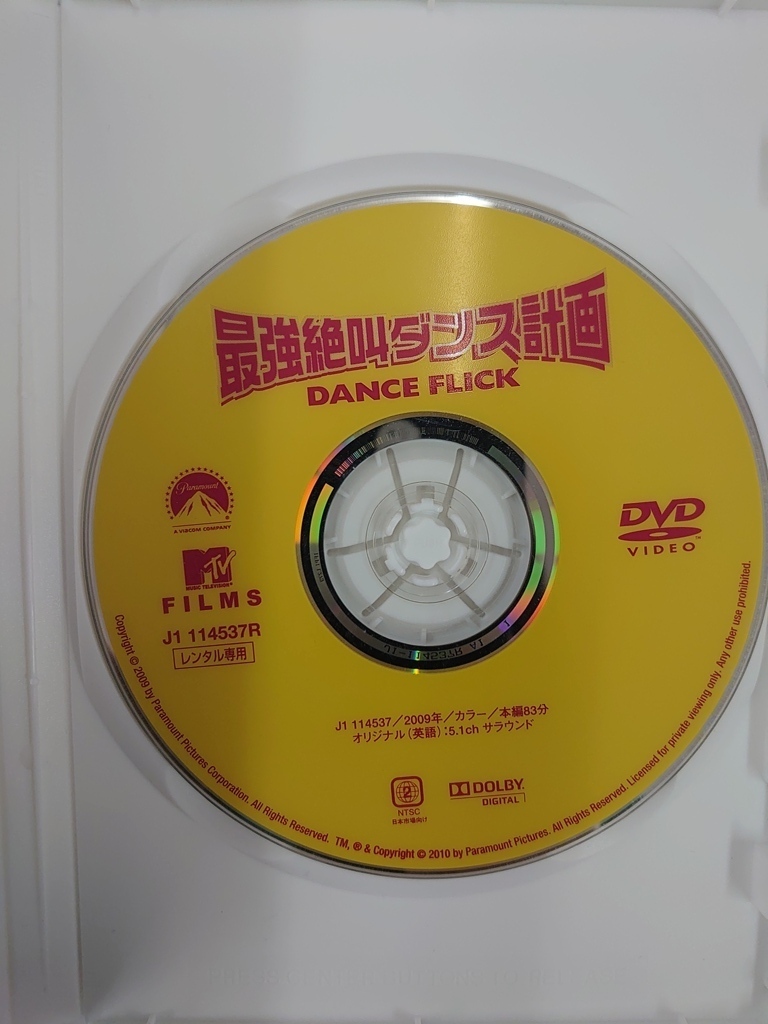 最強絶叫ダンス計画
DANCE FLICK
Paramount
A VIACOM COMPANY
MTV
MUSIC TELEVISION®
FILMS
J1 114537R
レンタル専用
DVD
VIDEO
J1 114537／2009年／カラー／本編83分
オリジナル(英語):5.1ch サラウンド
2
NTSC
日本市場向け
DOLBY
DIGITAL
Copyright © 2009 by Paramount Pictures Corporation. All Rights Reserved. TM, ® & Copyright © 2010 by Paramount Pictures. All Rights Reserved. Licensed for private viewing only. Any other use prohibited.